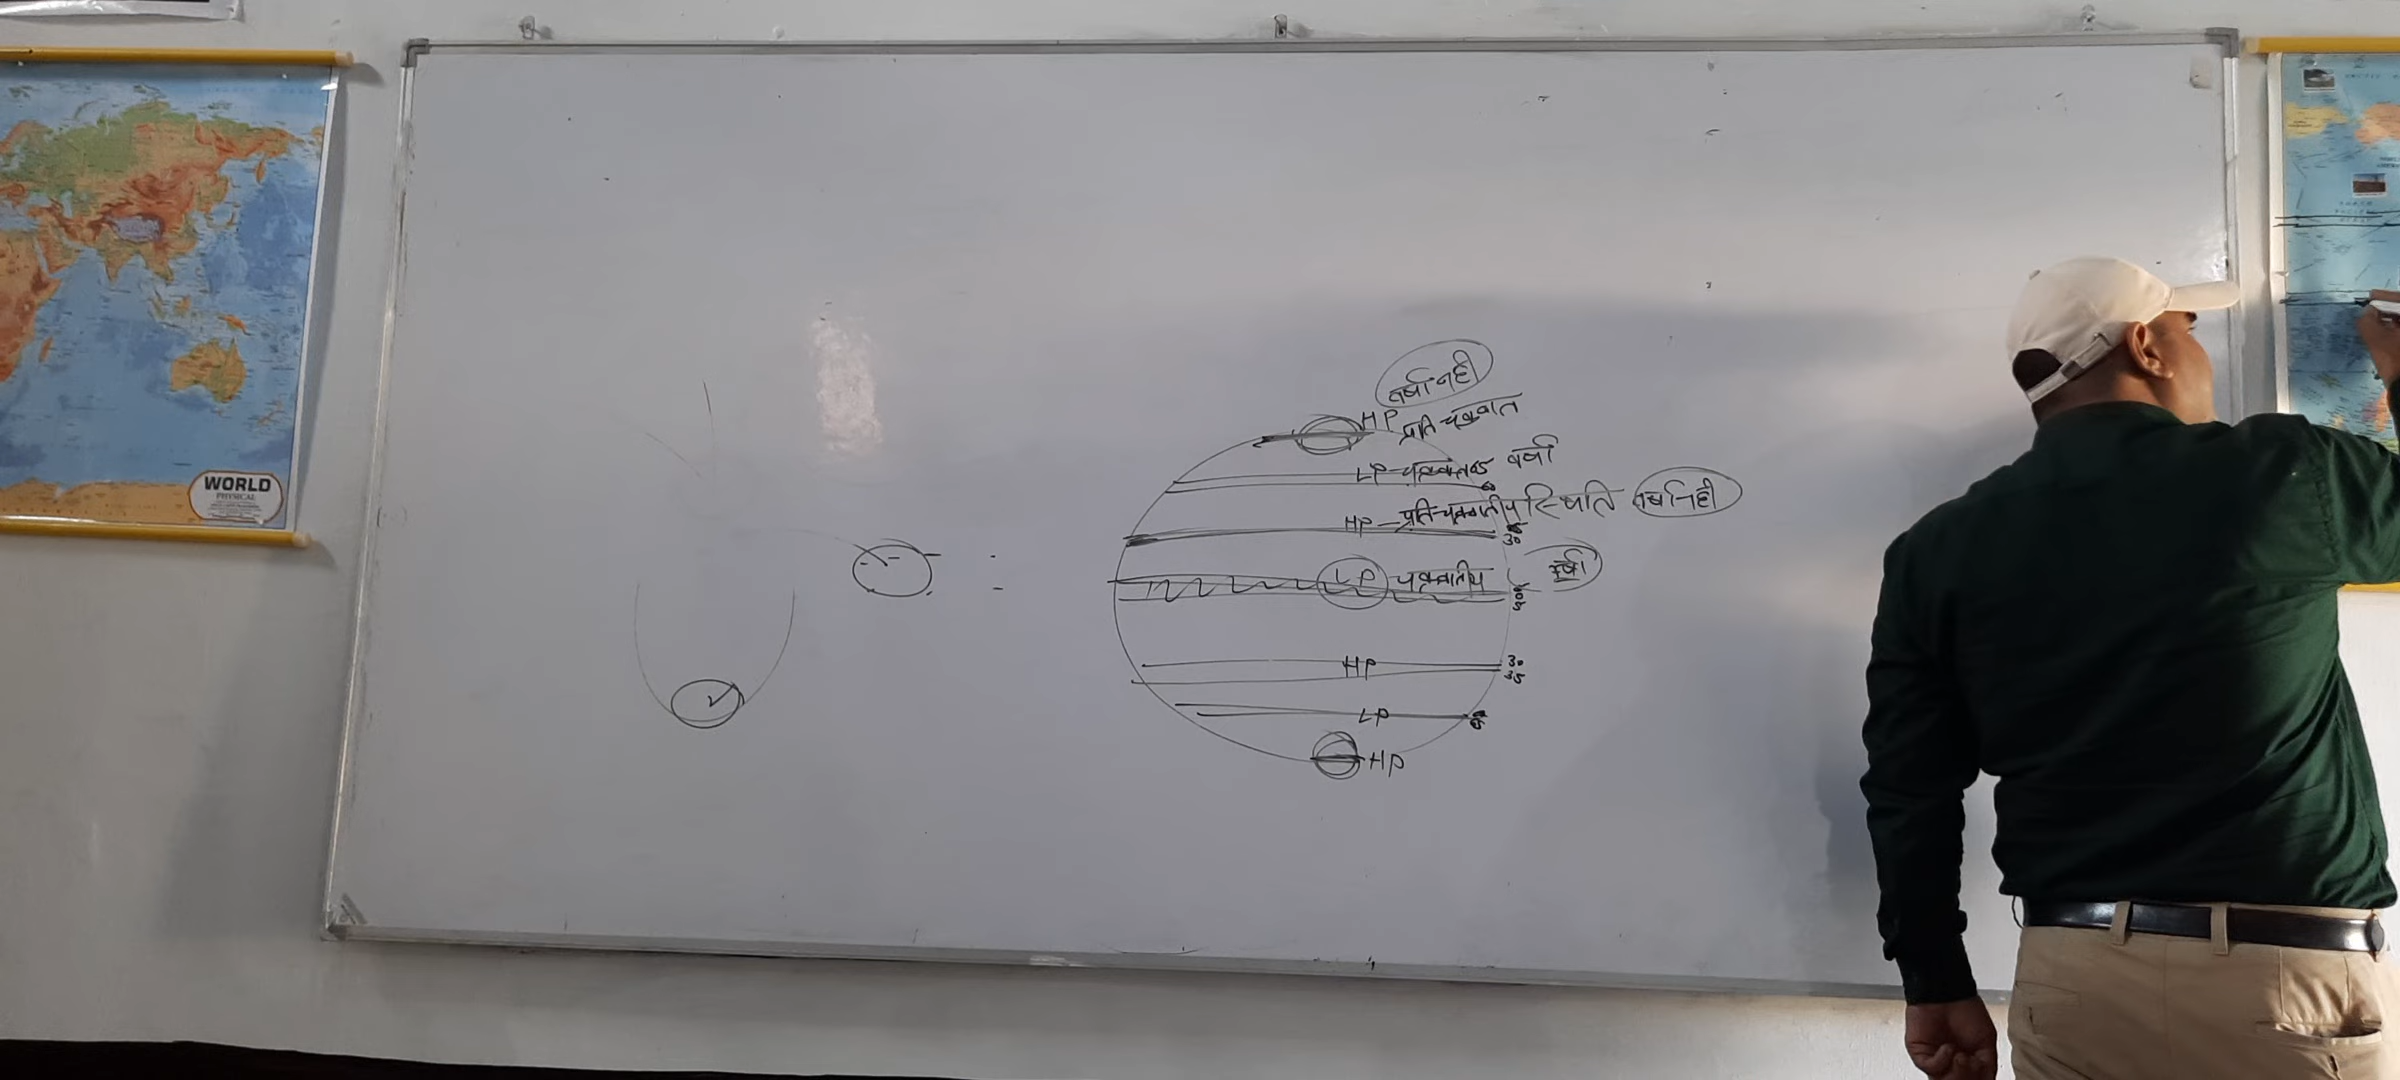 WORLD
PHYSICAL
वर्षा नही
HP प्रति चक्रवात
LP - चक्रवात वर्षा
HP - प्रति-चक्रवातीय स्थिति वर्षा नही
30
LP चक्रवातीय वर्षा
HP 30
35
LP
HP